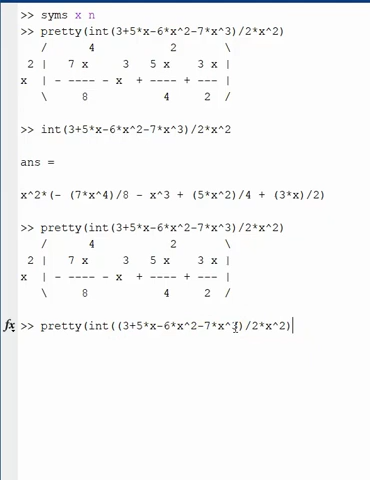 >> syms x n
>> pretty(int(3+5*x-6*x^2-7*x^3)/2*x^2)
/ 4 2 \
2 | 7 x 3 5 x 3 x |
x | - ---- - x + ---- + --- |
\ 8 4 2 /
>> int(3+5*x-6*x^2-7*x^3)/2*x^2
ans =
x^2*(- (7*x^4)/8 - x^3 + (5*x^2)/4 + (3*x)/2)
>> pretty(int(3+5*x-6*x^2-7*x^3)/2*x^2)
/ 4 2 \
2 | 7 x 3 5 x 3 x |
x | - ---- - x + ---- + --- |
\ 8 4 2 /
fx >> pretty(int((3+5*x-6*x^2-7*x^3)/2*x^2)